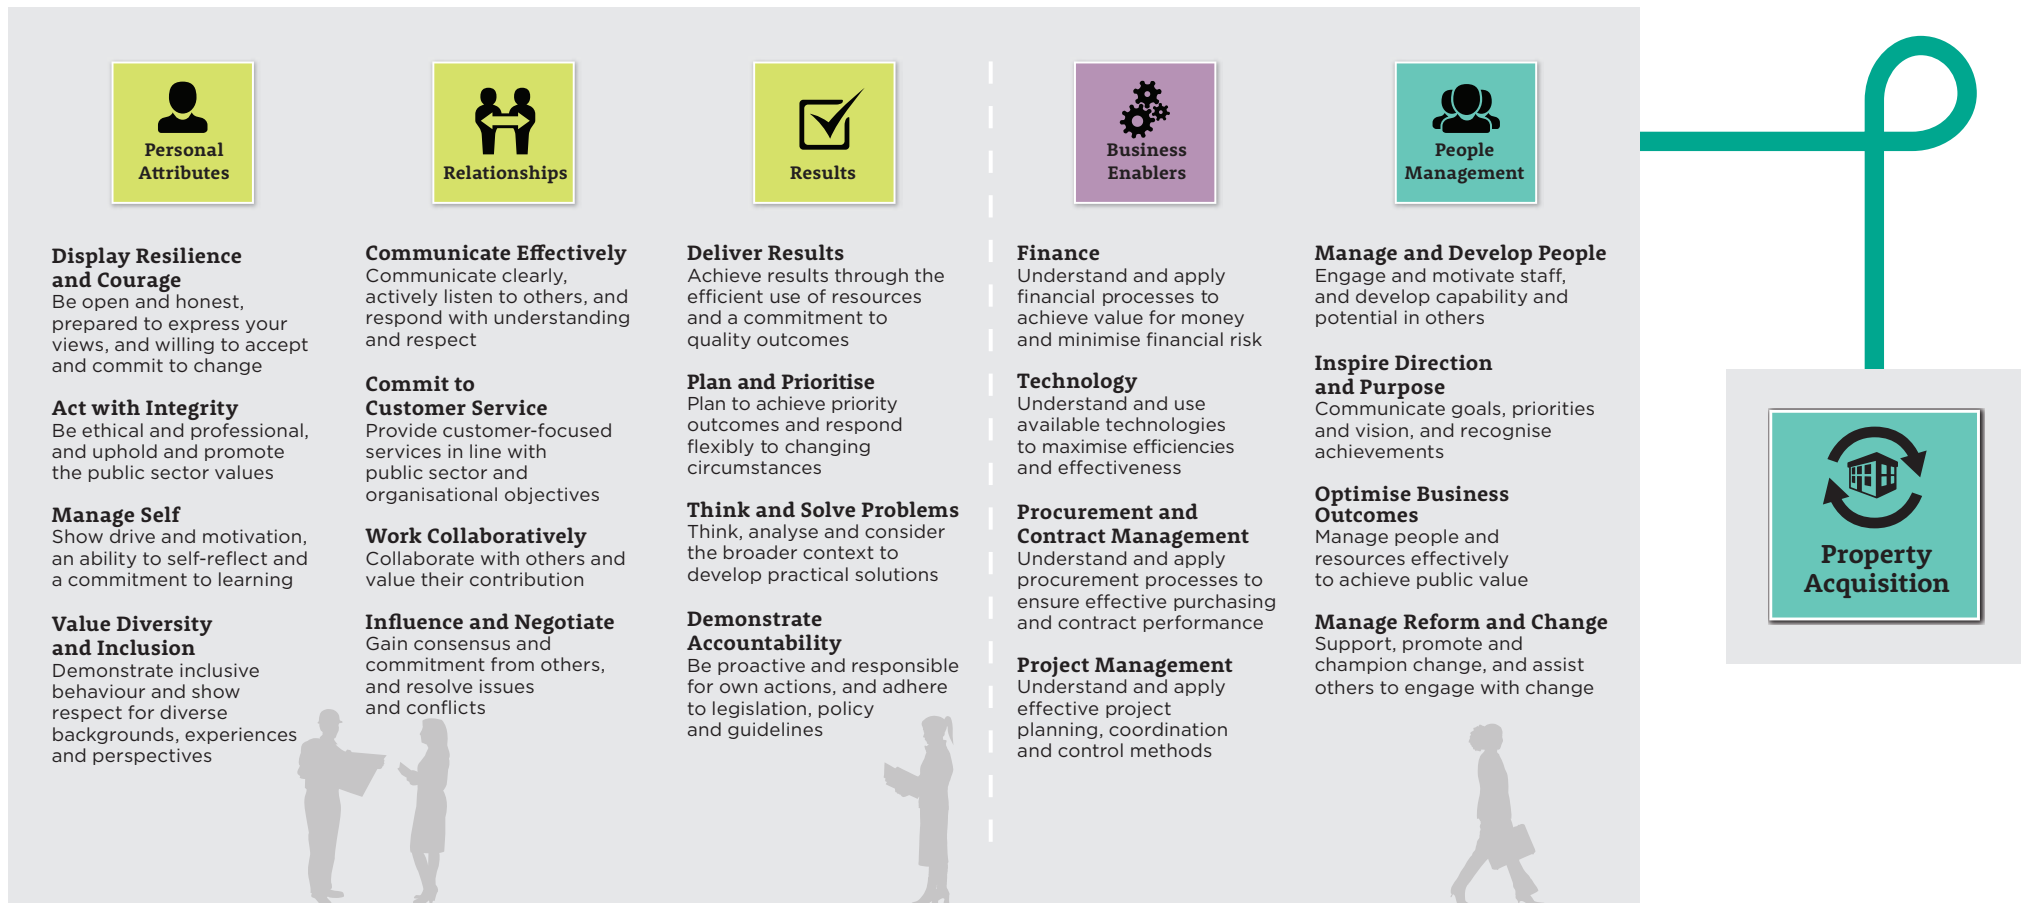 Personal
Attributes
Display Resilience
and Courage
Be open and honest,
prepared to express your
views, and willing to accept
and commit to change
Act with Integrity
Be ethical and professional,
and uphold and promote
the public sector values
Manage Self
Show drive and motivation,
an ability to self-reflect and
a commitment to learning
Value Diversity
and Inclusion
Demonstrate inclusive
behaviour and show
respect for diverse
backgrounds, experiences
and perspectives
Relationships
Communicate Effectively
Communicate clearly,
actively listen to others, and
respond with understanding
and respect
Commit to
Customer Service
Provide customer-focused
services in line with
public sector and
organisational objectives
Work Collaboratively
Collaborate with others and
value their contribution
Influence and Negotiate
Gain consensus and
commitment from others,
and resolve issues
and conflicts
Results
Deliver Results
Achieve results through the
efficient use of resources
and a commitment to
quality outcomes
Plan and Prioritise
Plan to achieve priority
outcomes and respond
flexibly to changing
circumstances
Think and Solve Problems
Think, analyse and consider
the broader context to
develop practical solutions
Demonstrate
Accountability
Be proactive and responsible
for own actions, and adhere
to legislation, policy
and guidelines
Business
Enablers
Finance
Understand and apply
financial processes to
achieve value for money
and minimise financial risk
Technology
Understand and use
available technologies
to maximise efficiencies
and effectiveness
Procurement and
Contract Management
Understand and apply
procurement processes to
ensure effective purchasing
and contract performance
Project Management
Understand and apply
effective project
planning, coordination
and control methods
People
Management
Manage and Develop People
Engage and motivate staff,
and develop capability and
potential in others
Inspire Direction
and Purpose
Communicate goals, priorities
and vision, and recognise
achievements
Optimise Business
Outcomes
Manage people and
resources effectively
to achieve public value
Manage Reform and Change
Support, promote and
champion change, and assist
others to engage with change
Property
Acquisition